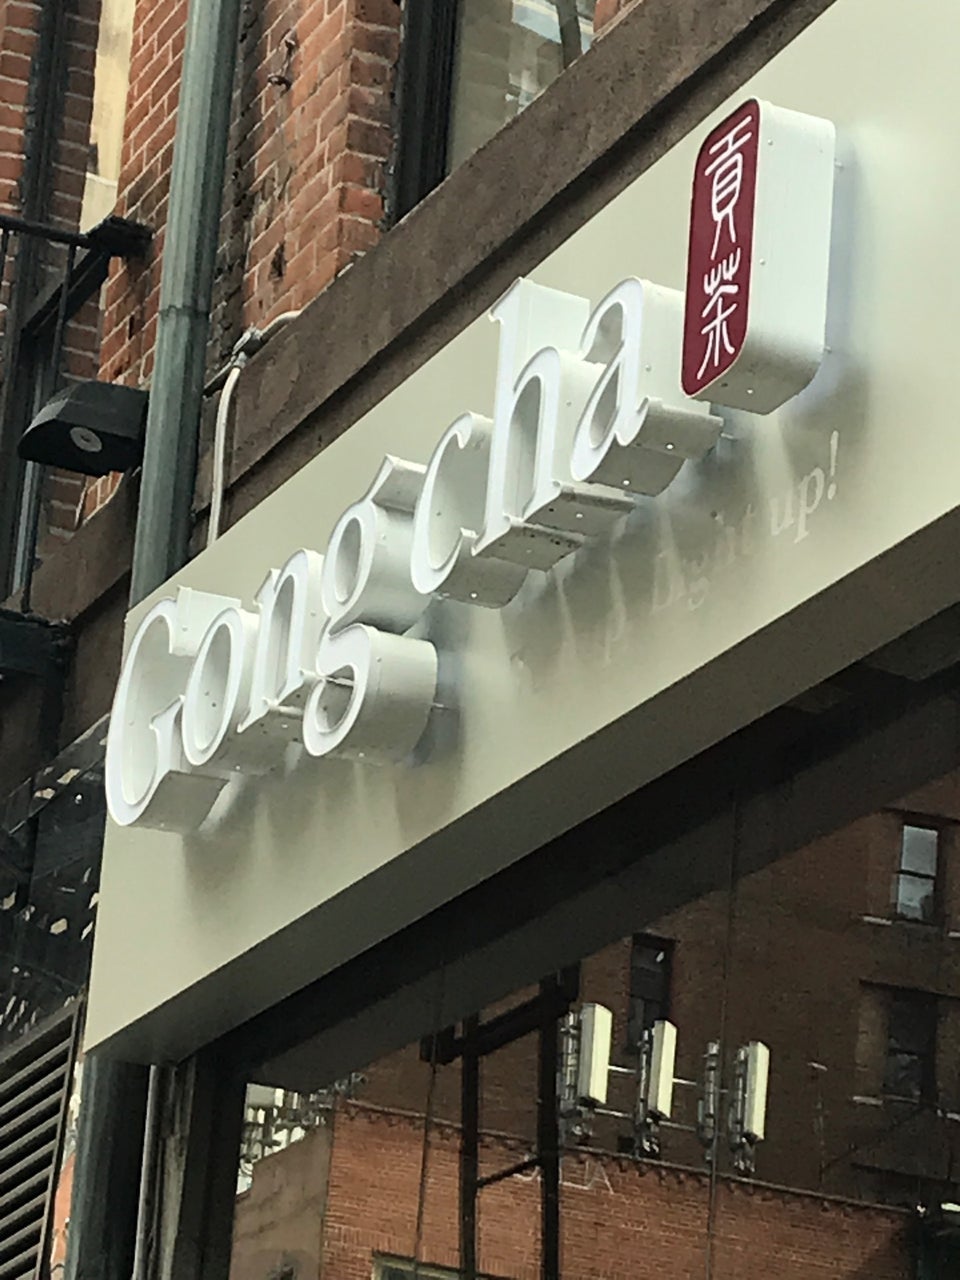 Gong cha
貢茶
light up!